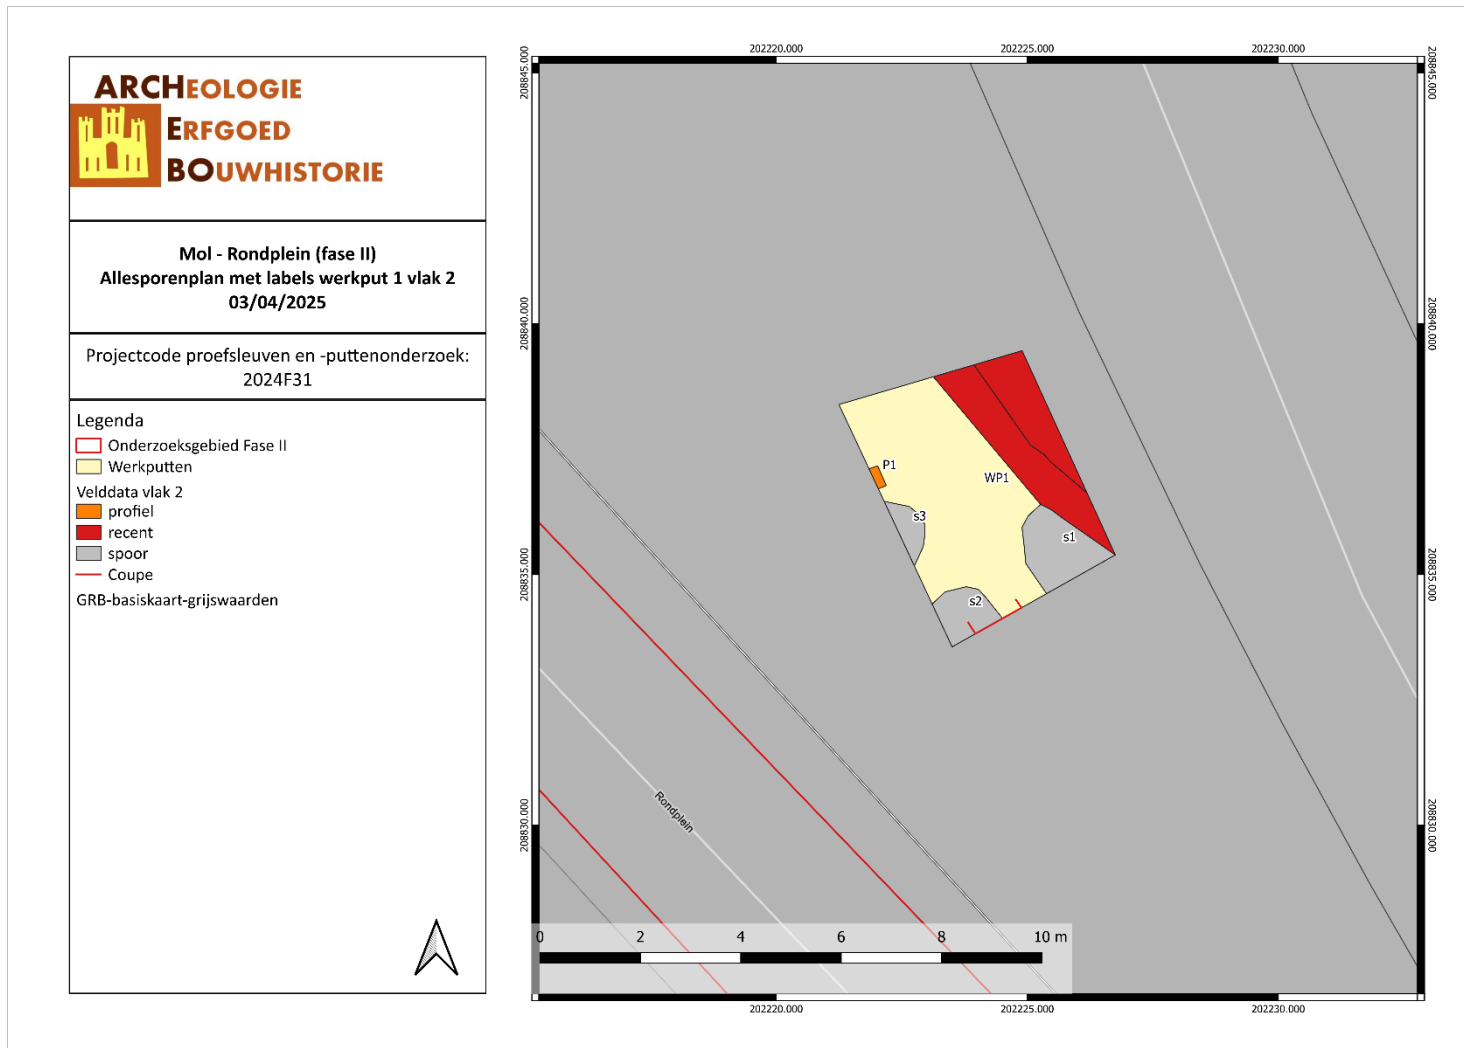 ARCHEOLOGIE
ERFGOED
BOUWHISTORIE
Mol - Rondplein (fase II)
Allesporenplan met labels werkput 1 vlak 2
03/04/2025
Projectcode proefsleuven en -puttenonderzoek:
2024F31
Legenda
Onderzoeksgebied Fase II
Werkputten
Velddata vlak 2
profiel
recent
spoor
Coupe
GRB-basiskaart-grijswaarden
202220.000 202225.000 202230.000
208845.000 208845.000
208840.000 208840.000
P1
WP1
s3
s1
208835.000 208835.000
s2
Rondplein
208830.000 208830.000
0 2 4 6 8 10 m
202220.000 202225.000 202230.000